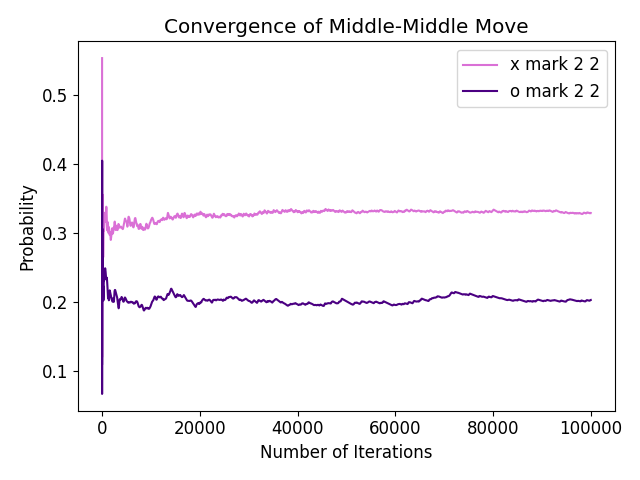 Convergence of Middle-Middle Move
x mark 2 2
o mark 2 2
0.5
0.4
0.3
0.2
0.1
Probability
0 20000 40000 60000 80000 100000
Number of Iterations